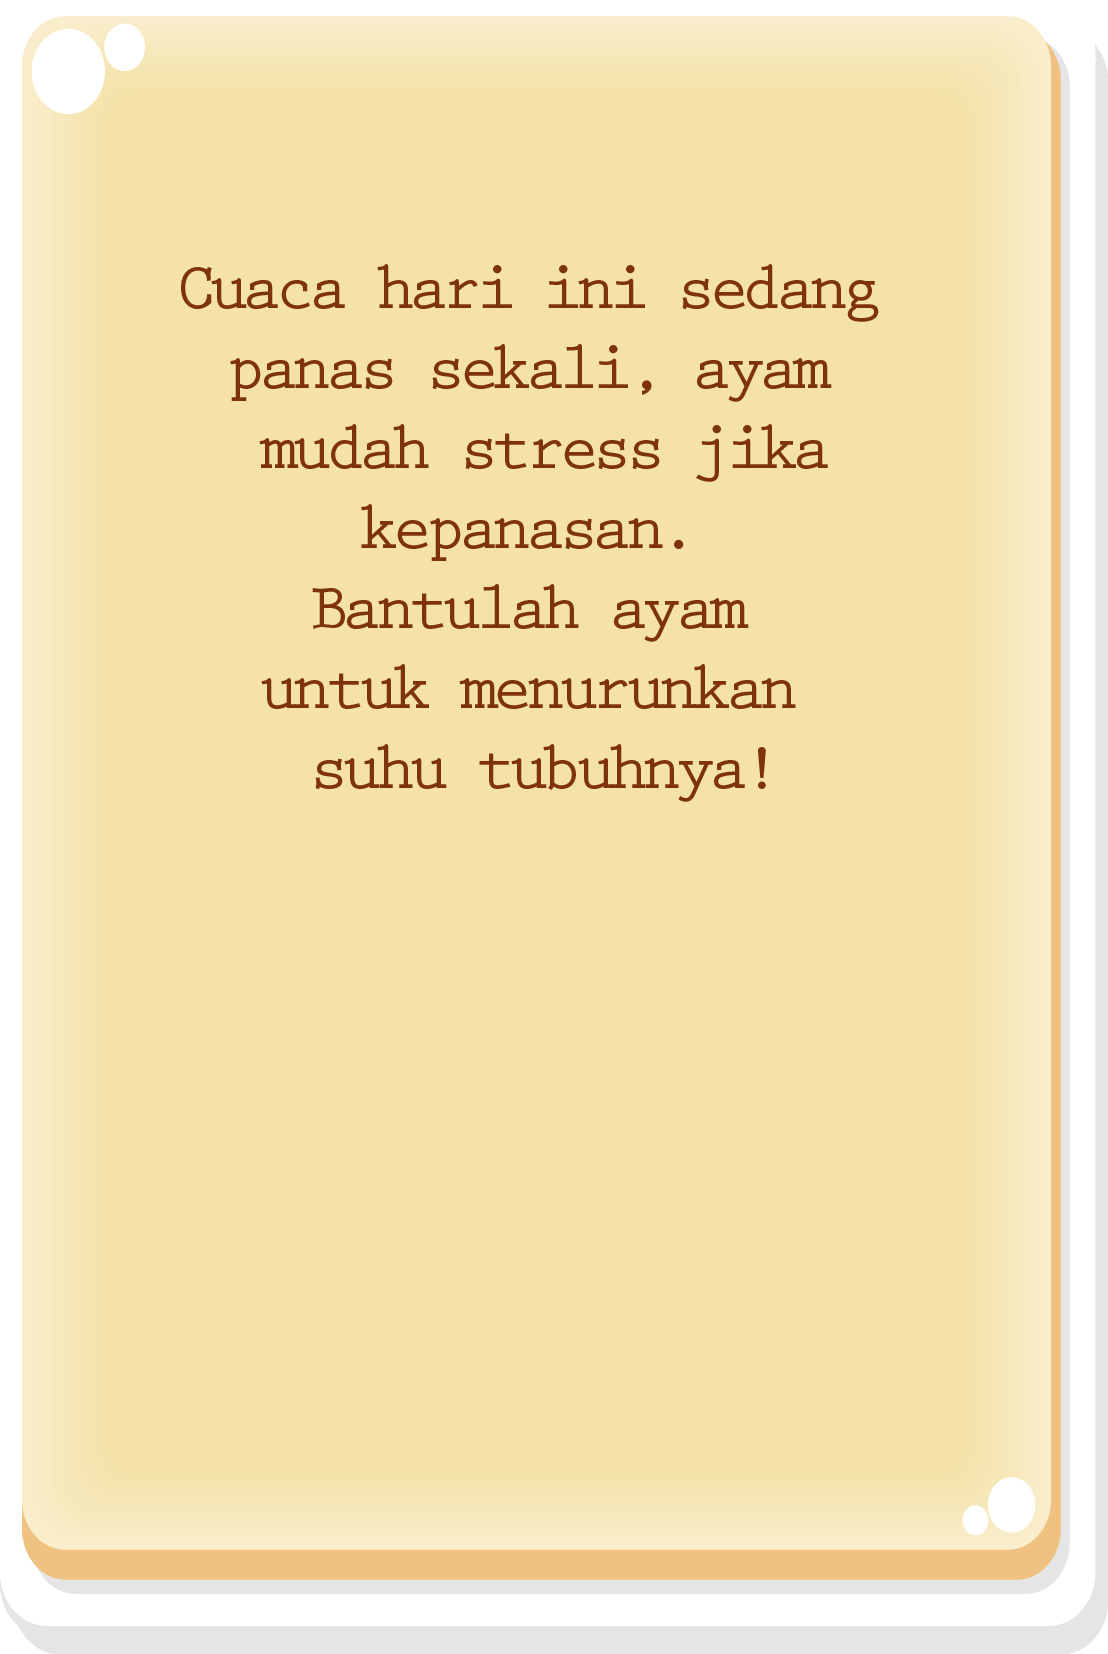 Cuaca hari ini sedang
panas sekali, ayam
mudah stress jika
kepanasan.
Bantulah ayam
untuk menurunkan
suhu tubuhnya!